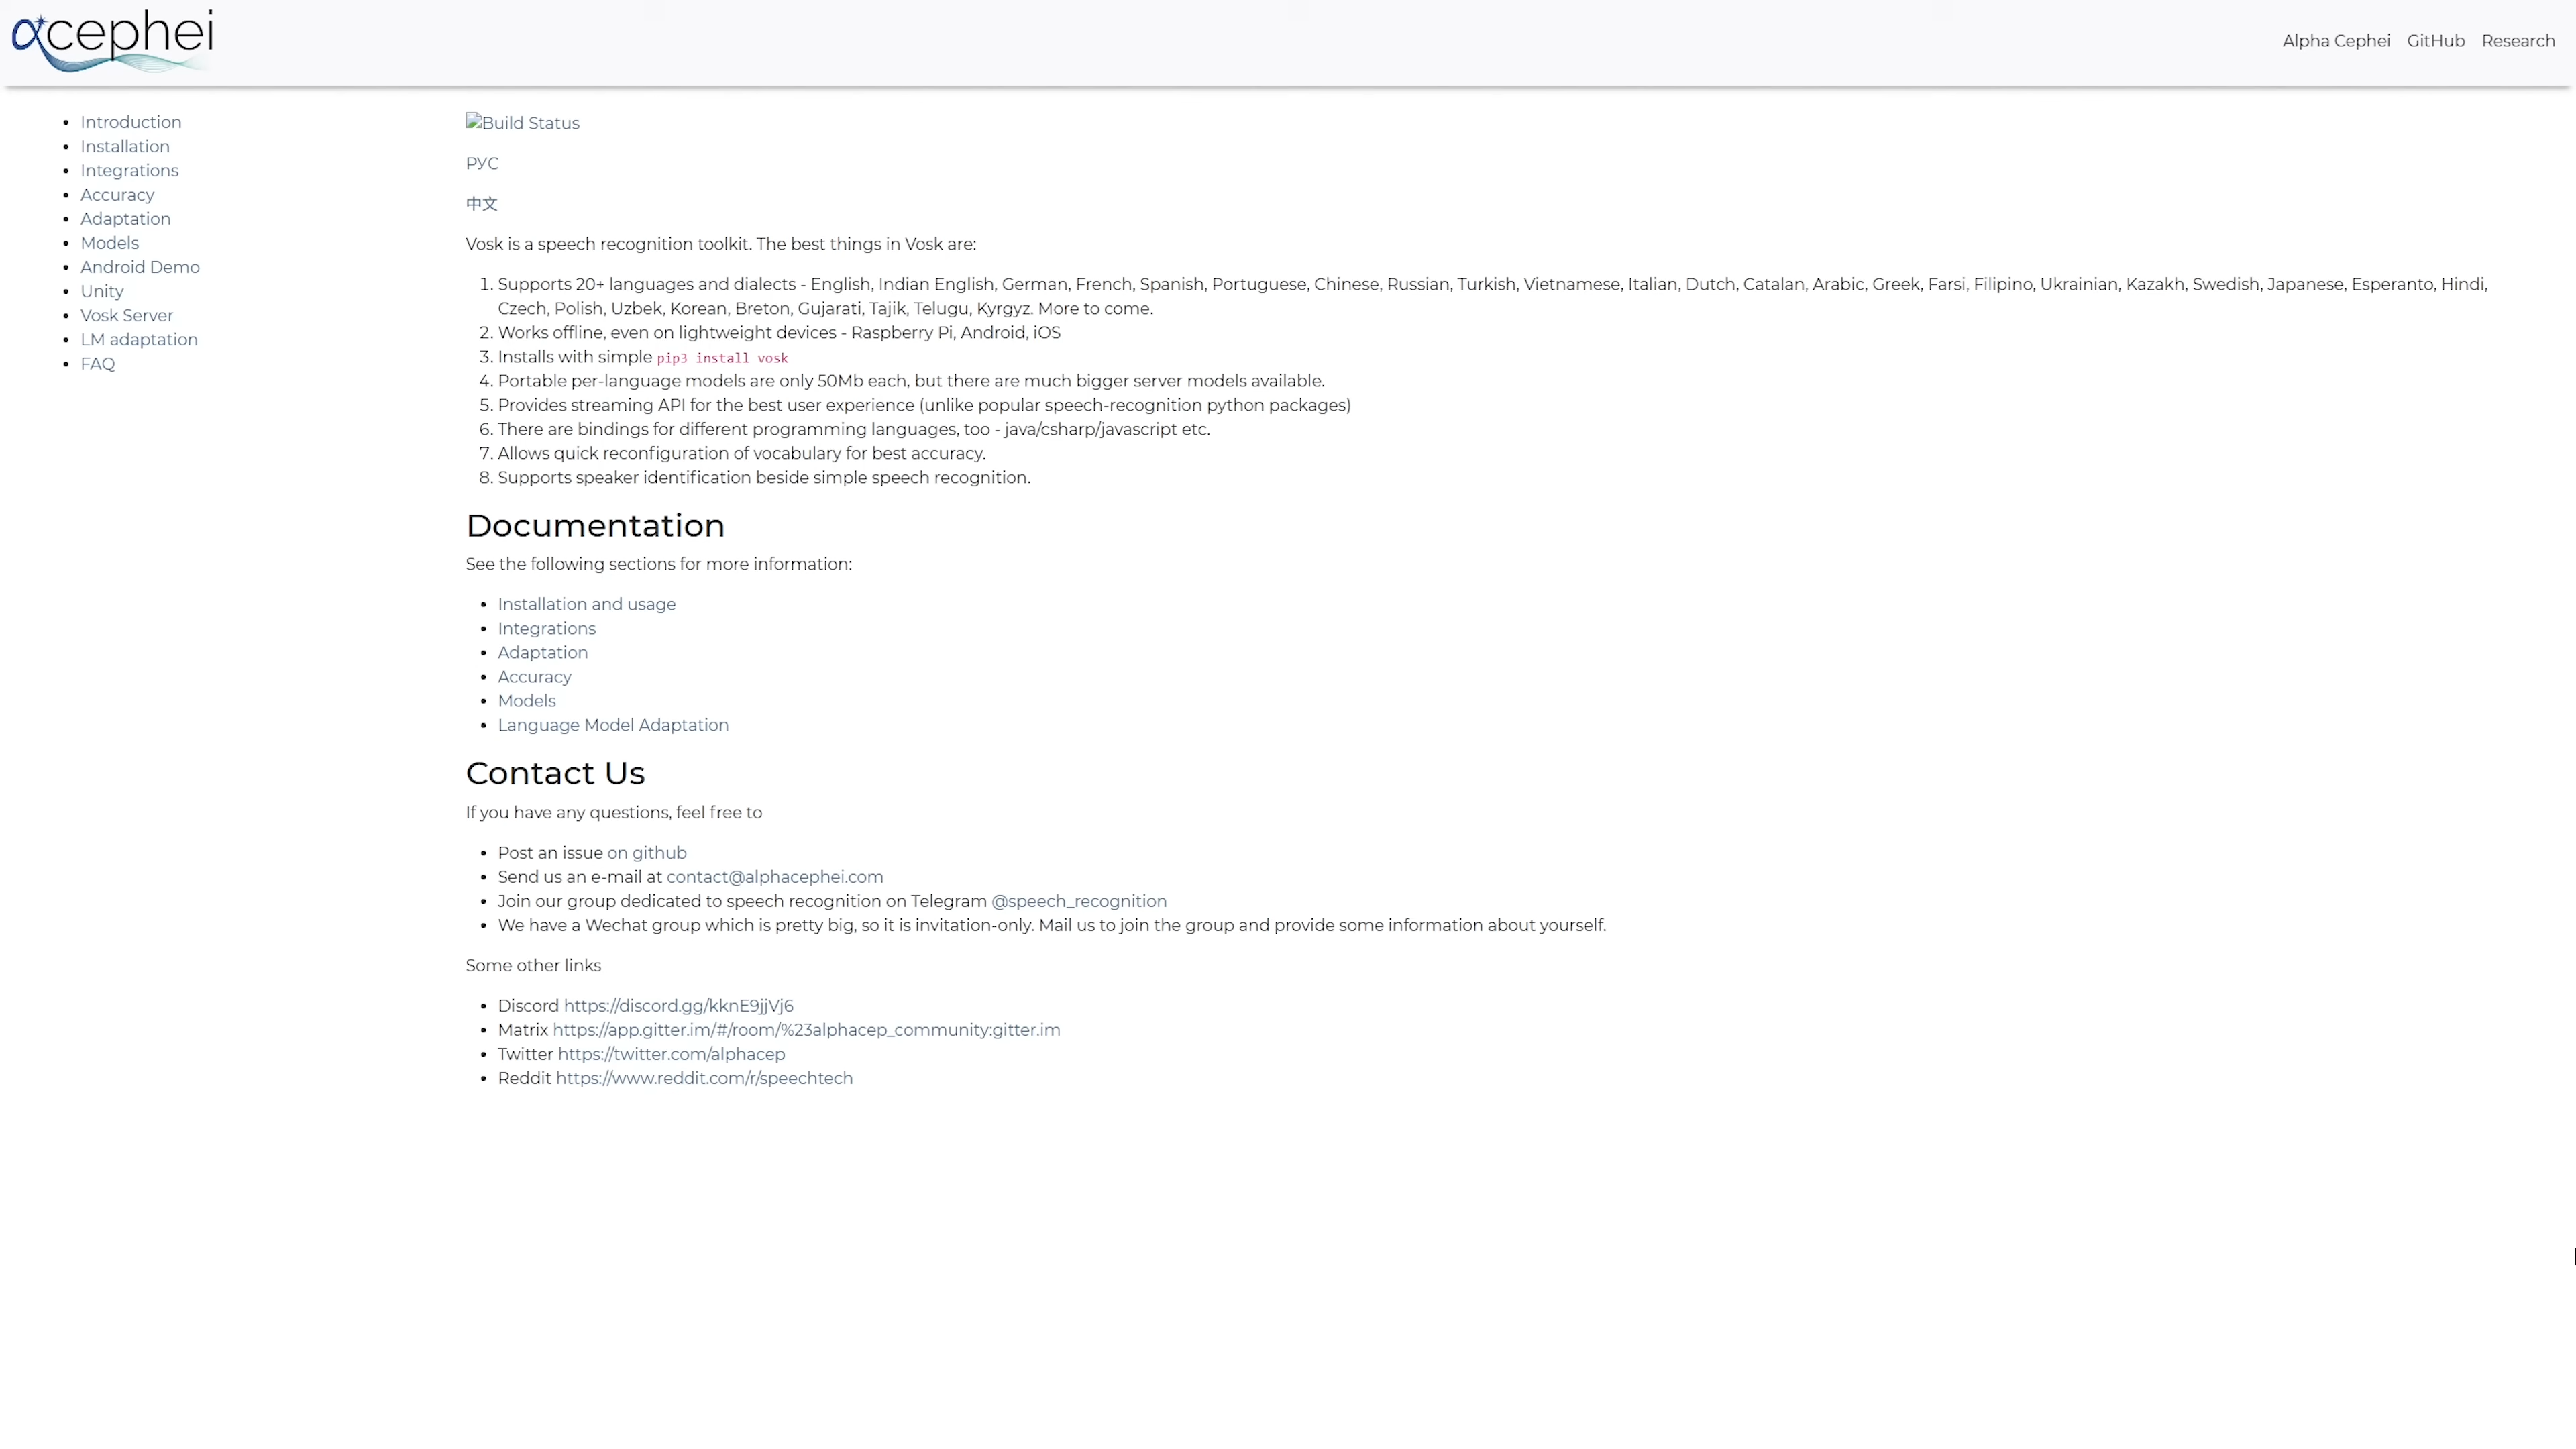 αcephei
Alpha Cephei GitHub Research
Introduction
Installation
Integrations
Accuracy
Adaptation
Models
Android Demo
Unity
Vosk Server
LM adaptation
FAQ
Build Status
РУС
中文
Vosk is a speech recognition toolkit. The best things in Vosk are:
1. Supports 20+ languages and dialects - English, Indian English, German, French, Spanish, Portuguese, Chinese, Russian, Turkish, Vietnamese, Italian, Dutch, Catalan, Arabic, Greek, Farsi, Filipino, Ukrainian, Kazakh, Swedish, Japanese, Esperanto, Hindi,
Czech, Polish, Uzbek, Korean, Breton, Gujarati, Tajik, Telugu, Kyrgyz. More to come.
2. Works offline, even on lightweight devices - Raspberry Pi, Android, iOS
3. Installs with simple pip3 install vosk
4. Portable per-language models are only 50Mb each, but there are much bigger server models available.
5. Provides streaming API for the best user experience (unlike popular speech-recognition python packages)
6. There are bindings for different programming languages, too - java/csharp/javascript etc.
7. Allows quick reconfiguration of vocabulary for best accuracy.
8. Supports speaker identification beside simple speech recognition.
Documentation
See the following sections for more information:
Installation and usage
Integrations
Adaptation
Accuracy
Models
Language Model Adaptation
Contact Us
If you have any questions, feel free to
Post an issue on github
Send us an e-mail at contact@alphacephei.com
Join our group dedicated to speech recognition on Telegram @speech_recognition
We have a Wechat group which is pretty big, so it is invitation-only. Mail us to join the group and provide some information about yourself.
Some other links
Discord https://discord.gg/kknE9jjVj6
Matrix https://app.gitter.im/#/room/%23alphacep_community:gitter.im
Twitter https://twitter.com/alphacep
Reddit https://www.reddit.com/r/speechtech